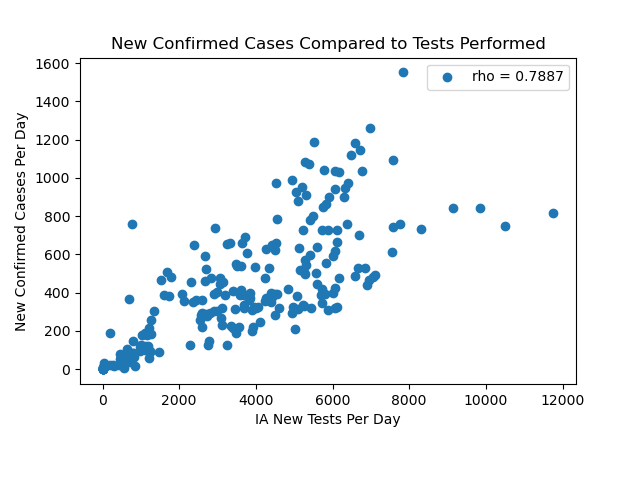 New Confirmed Cases Compared to Tests Performed
rho = 0.7887
New Confirmed Caeses Per Day
1600
1400
1200
1000
800
600
400
200
0
0 2000 4000 6000 8000 10000 12000
IA New Tests Per Day